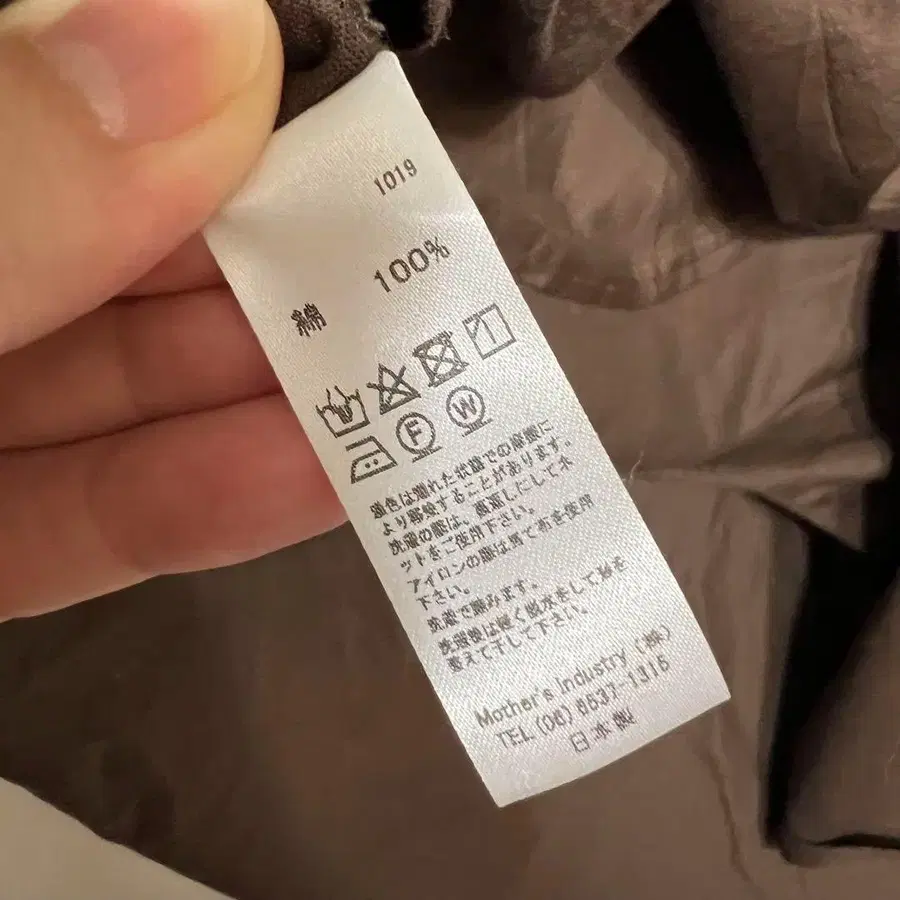 1019
綿 100%
F W
濃色は濡れた状態での摩擦に
より移染することがあります。
洗濯の際は、裏返しにしてネ
ットをご使用下さい。
アイロンの際は当て布を使用
下さい。
洗濯で縮みます。
洗濯後は軽く脱水をして形を
整えて干して下さい。
Mother's Industry (株)
TEL (06) 6537-1316
日本製